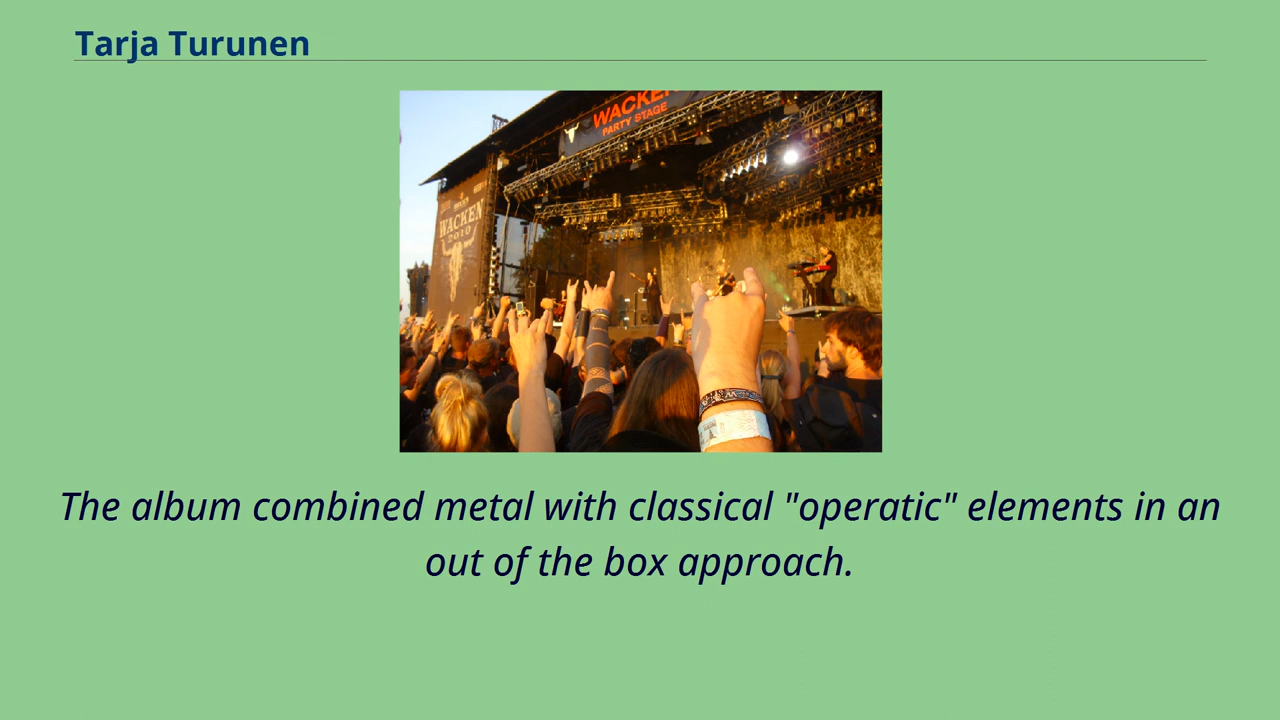 Tarja Turunen
WACKEN
PARTY STAGE
WACKEN
2010
The album combined metal with classical "operatic" elements in an
out of the box approach.